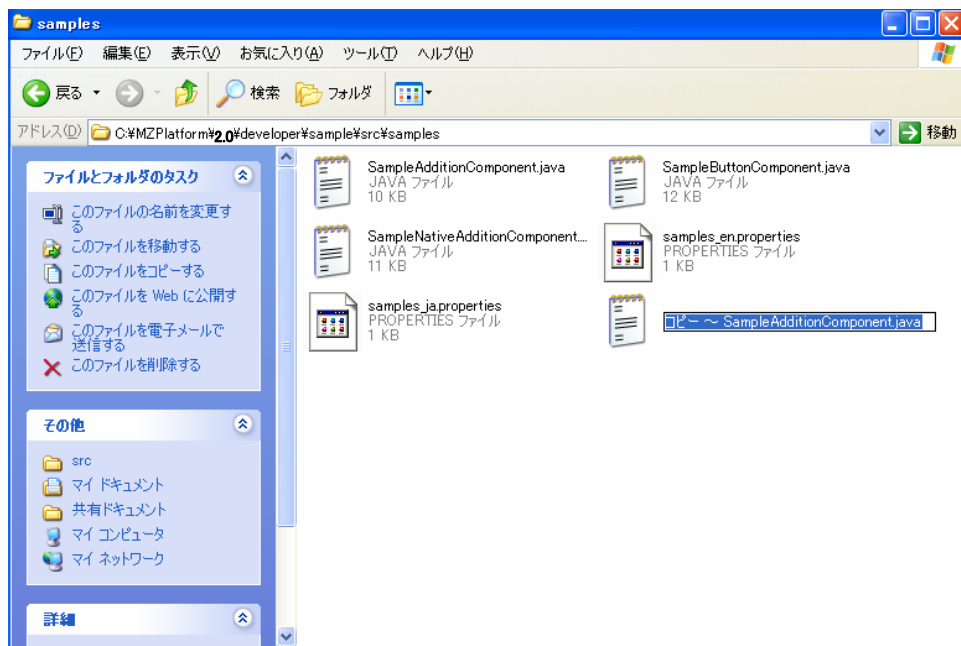 samples
ファイル(F) 編集(E) 表示(V) お気に入り(A) ツール(T) ヘルプ(H)
戻る 検索 フォルダ
アドレス(D) C:¥MZPlatform¥2.0¥developer¥sample¥src¥samples 移動
ファイルとフォルダのタスク
このファイルの名前を変更す
る
このファイルを移動する
このファイルをコピーする
このファイルを Web に公開す
る
このファイルを電子メールで
送信する
このファイルを削除する
その他
src
マイ ドキュメント
共有ドキュメント
マイ コンピュータ
マイ ネットワーク
詳細
SampleAdditionComponent.java
JAVA ファイル
10 KB
SampleButtonComponent.java
JAVA ファイル
12 KB
SampleNativeAdditionComponent....
JAVA ファイル
11 KB
samples_en.properties
PROPERTIES ファイル
1 KB
samples_ja.properties
PROPERTIES ファイル
1 KB
コピー ～ SampleAdditionComponent.java